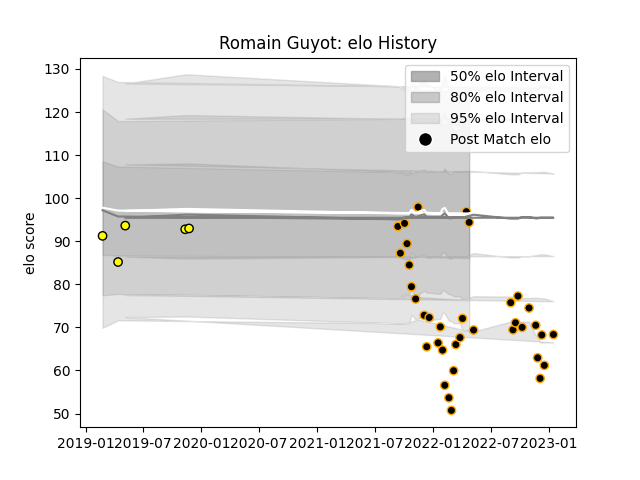 Romain Guyot: elo History
130
120
110
100
90
80
70
60
50
elo score
50% elo Interval
80% elo Interval
95% elo Interval
Post Match elo
2019-01 2019-07 2020-01 2020-07 2021-01 2021-07 2022-01 2022-07 2023-01